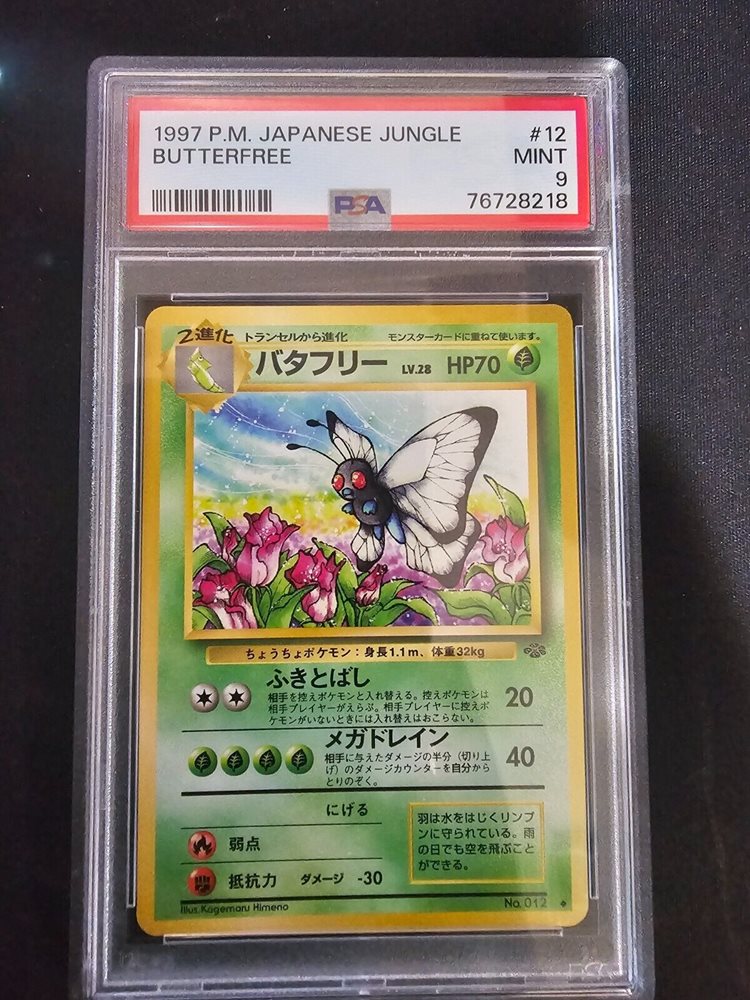 1997 P.M. JAPANESE JUNGLE #12
BUTTERFREE MINT
9
PSA 76728218
2進化 トランセルから進化 モンスターカードに重ねて使います。
バタフリー LV.28 HP70
ちょうちょポケモン：身長1.1m、体重32kg
ふきとばし 20
相手を控えポケモンと入れ替える。控えポケモンは
相手プレイヤーがえらぶ。相手プレイヤーに控えポ
ケモンがいないときには入れ替えはおこらない。
メガドレイン 40
相手に与えたダメージの半分（切り上
げ）のダメージカウンターを自分から
とりのぞく。
にげる
弱点
抵抗力 ダメージ -30
羽は水をはじくリンプ
ンに守られている。雨
の日でも空を飛ぶこと
ができる。
Illus. Kagemaru Himeno No. 012